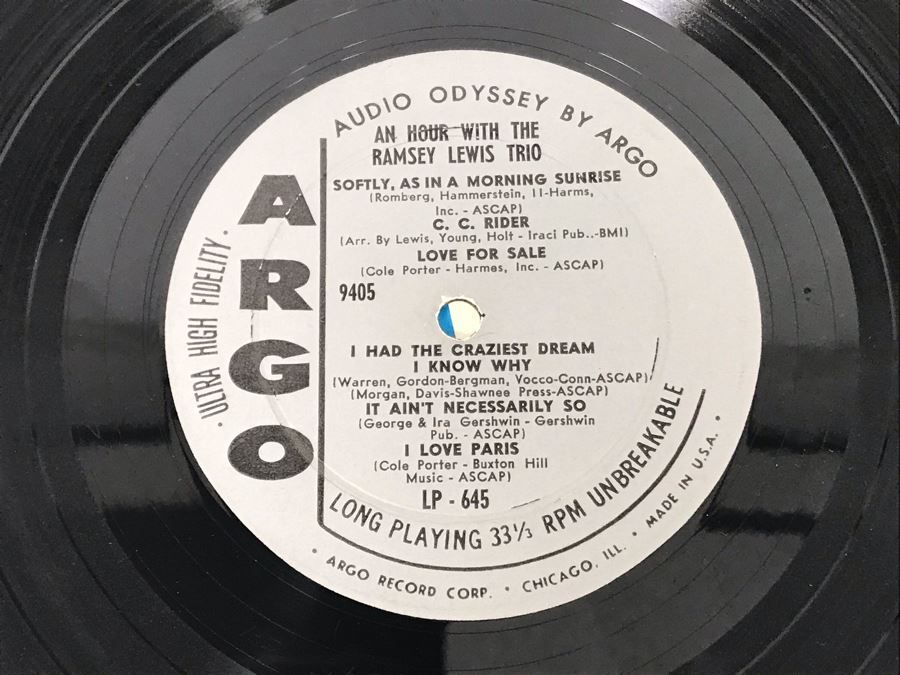 AUDIO ODYSSEY BY ARGO
AN HOUR WITH THE
RAMSEY LEWIS TRIO
SOFTLY, AS IN A MORNING SUNRISE
(Romberg, Hammerstein, II-Harms,
Inc. - ASCAP)
C. C. RIDER
(Arr. By Lewis, Young, Holt - Iraci Pub..-BMI)
LOVE FOR SALE
(Cole Porter - Harmes, Inc. - ASCAP)
9405
ARGO
·ULTRA HIGH FIDELITY·
I HAD THE CRAZIEST DREAM
I KNOW WHY
(Warren, Gordon-Bergman, Vocco-Conn-ASCAP)
(Morgan, Davis-Shawnee Press-ASCAP)
IT AIN'T NECESSARILY SO
(George & Ira Gershwin - Gershwin
Pub. - ASCAP)
I LOVE PARIS
(Cole Porter - Buxton Hill
Music - ASCAP)
LP - 645
LONG PLAYING 33⅓ RPM UNBREAKABLE
• ARGO RECORD CORP. • CHICAGO, ILL. • MADE IN U.S.A. •